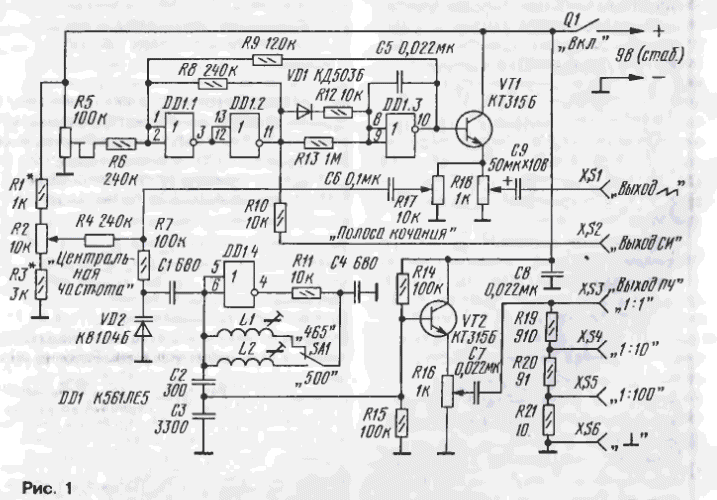 Q1
„Вкл."
+
9В (стаб.)
−
R9 120к
C5 0,022мк
R8 240к
VD1 КД503Б
VT1
КТ315Б
R5
100к
DD1.1
DD1.2
R12 10к
DD1.3
1
2
1
3
13
12
1
11
8
9
1
10
R6
240к
R13 1М
C9
50мк×10В
+
R1*
1к
C6 0,1мк
R17
10к
R18
1к
XS1
„Выход
R2
10к
R4 240к
R7
100к
R10
10к
„Полоса качания"
XS2
„Выход СИ"
„Централь-
ная
частота"
R3*
3к
C1 680
DD1.4
5
6
1
4
R11
10к
C4 680
R14
100к
C8
0,022мк
„Выход ПЧ"
XS3
„1:1"
VD2
КВ104Б
L1
„465"
SA1
L2
„500"
VT2
КТ315Б
R19
910
XS4
„1:10"
C7
0,022мк
R20
91
XS5
„1:100"
DD1 К561ЛЕ5
C2
300
C3
3300
R16
1к
R15
100к
R21
10
XS6
„⊥"
Рис. 1